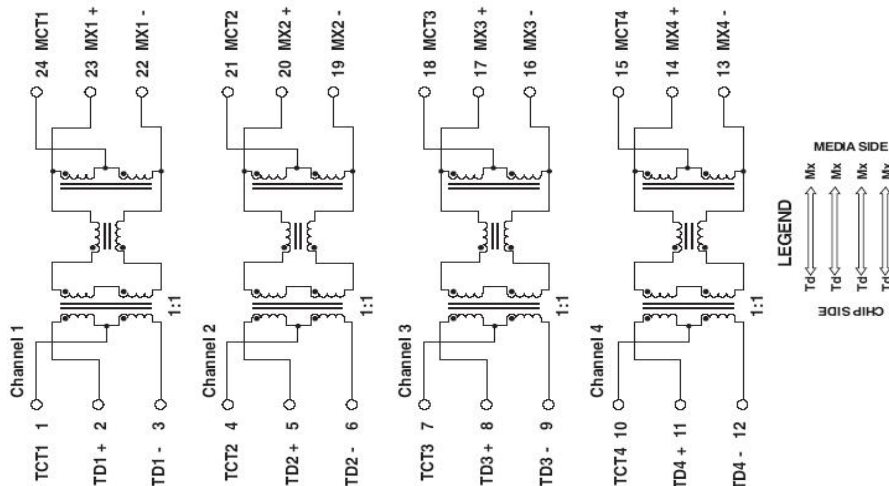 24 MCT1
23 MX1 +
22 MX1 -
21 MCT2
20 MX2 +
19 MX2 -
18 MCT3
17 MX3 +
16 MX3 -
15 MCT4
14 MX4 +
13 MX4 -
1:1
1:1
1:1
1:1
Channel 1
Channel 2
Channel 3
Channel 4
TCT1 1
TD1 + 2
TD1 - 3
TCT2 4
TD2 + 5
TD2 - 6
TCT3 7
TD3 + 8
TD3 - 9
TCT4 10
TD4 + 11
TD4 - 12
LEGEND
MEDIA SIDE
Mx Mx Mx Mx
Td Td Td Td
CHIP SIDE